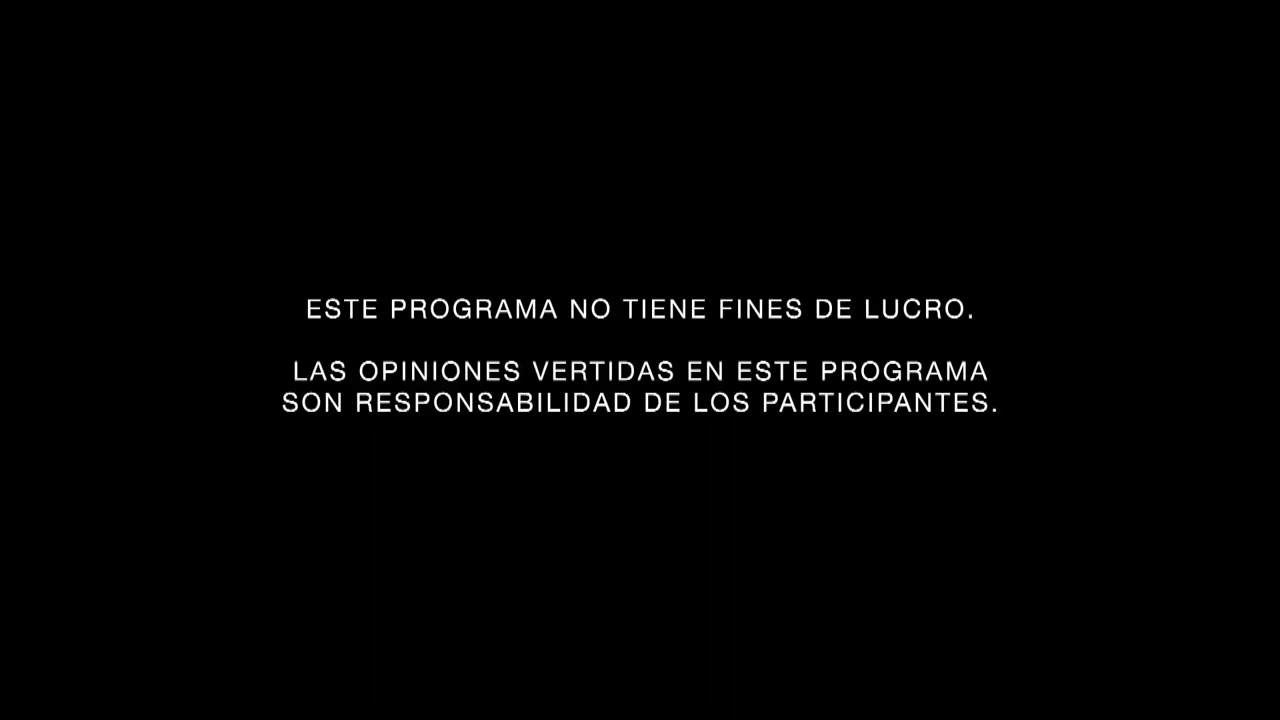 ESTE PROGRAMA NO TIENE FINES DE LUCRO.
LAS OPINIONES VERTIDAS EN ESTE PROGRAMA
SON RESPONSABILIDAD DE LOS PARTICIPANTES.